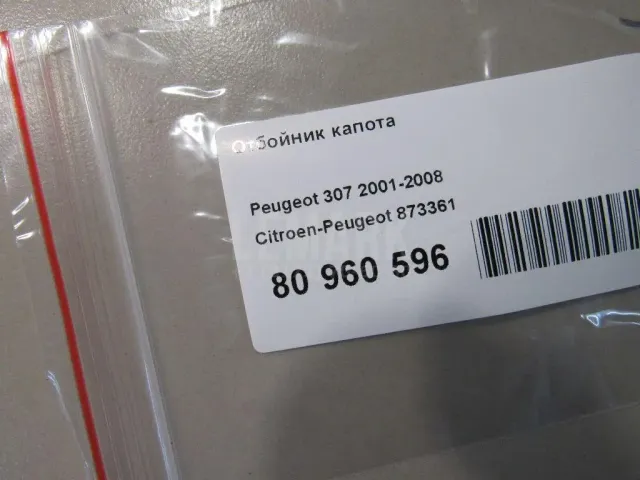 Отбойник капота
Peugeot 307 2001-2008
Citroen-Peugeot 873361
80 960 596